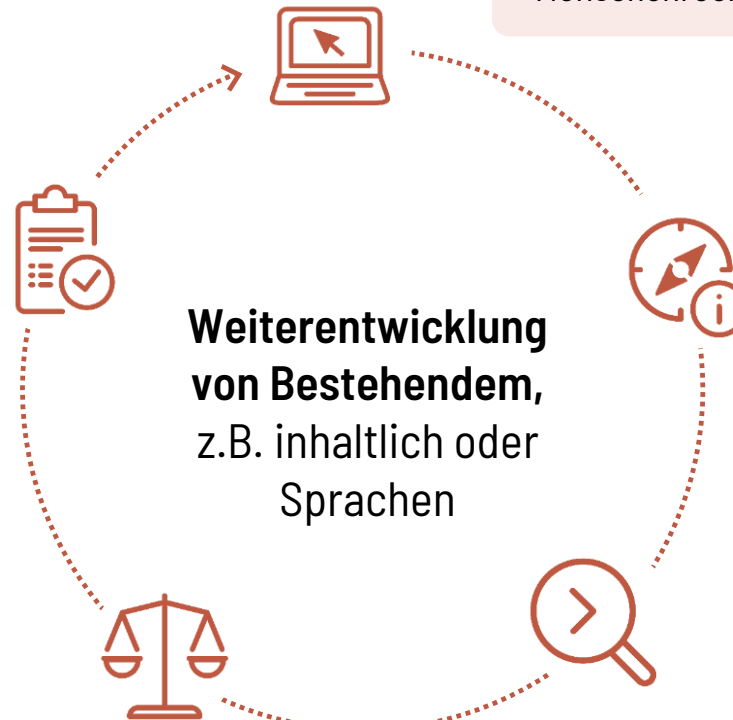 Weiterentwicklung
von Bestehendem,
z.B. inhaltlich oder
Sprachen